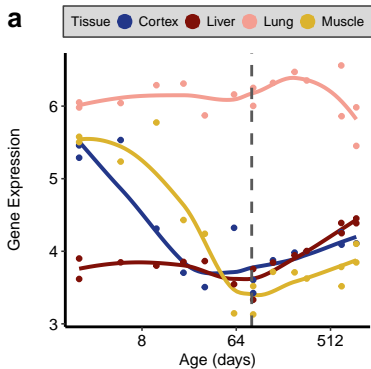 a
Tissue Cortex Liver Lung Muscle
Gene Expression
6
5
4
3
8 64 512
Age (days)